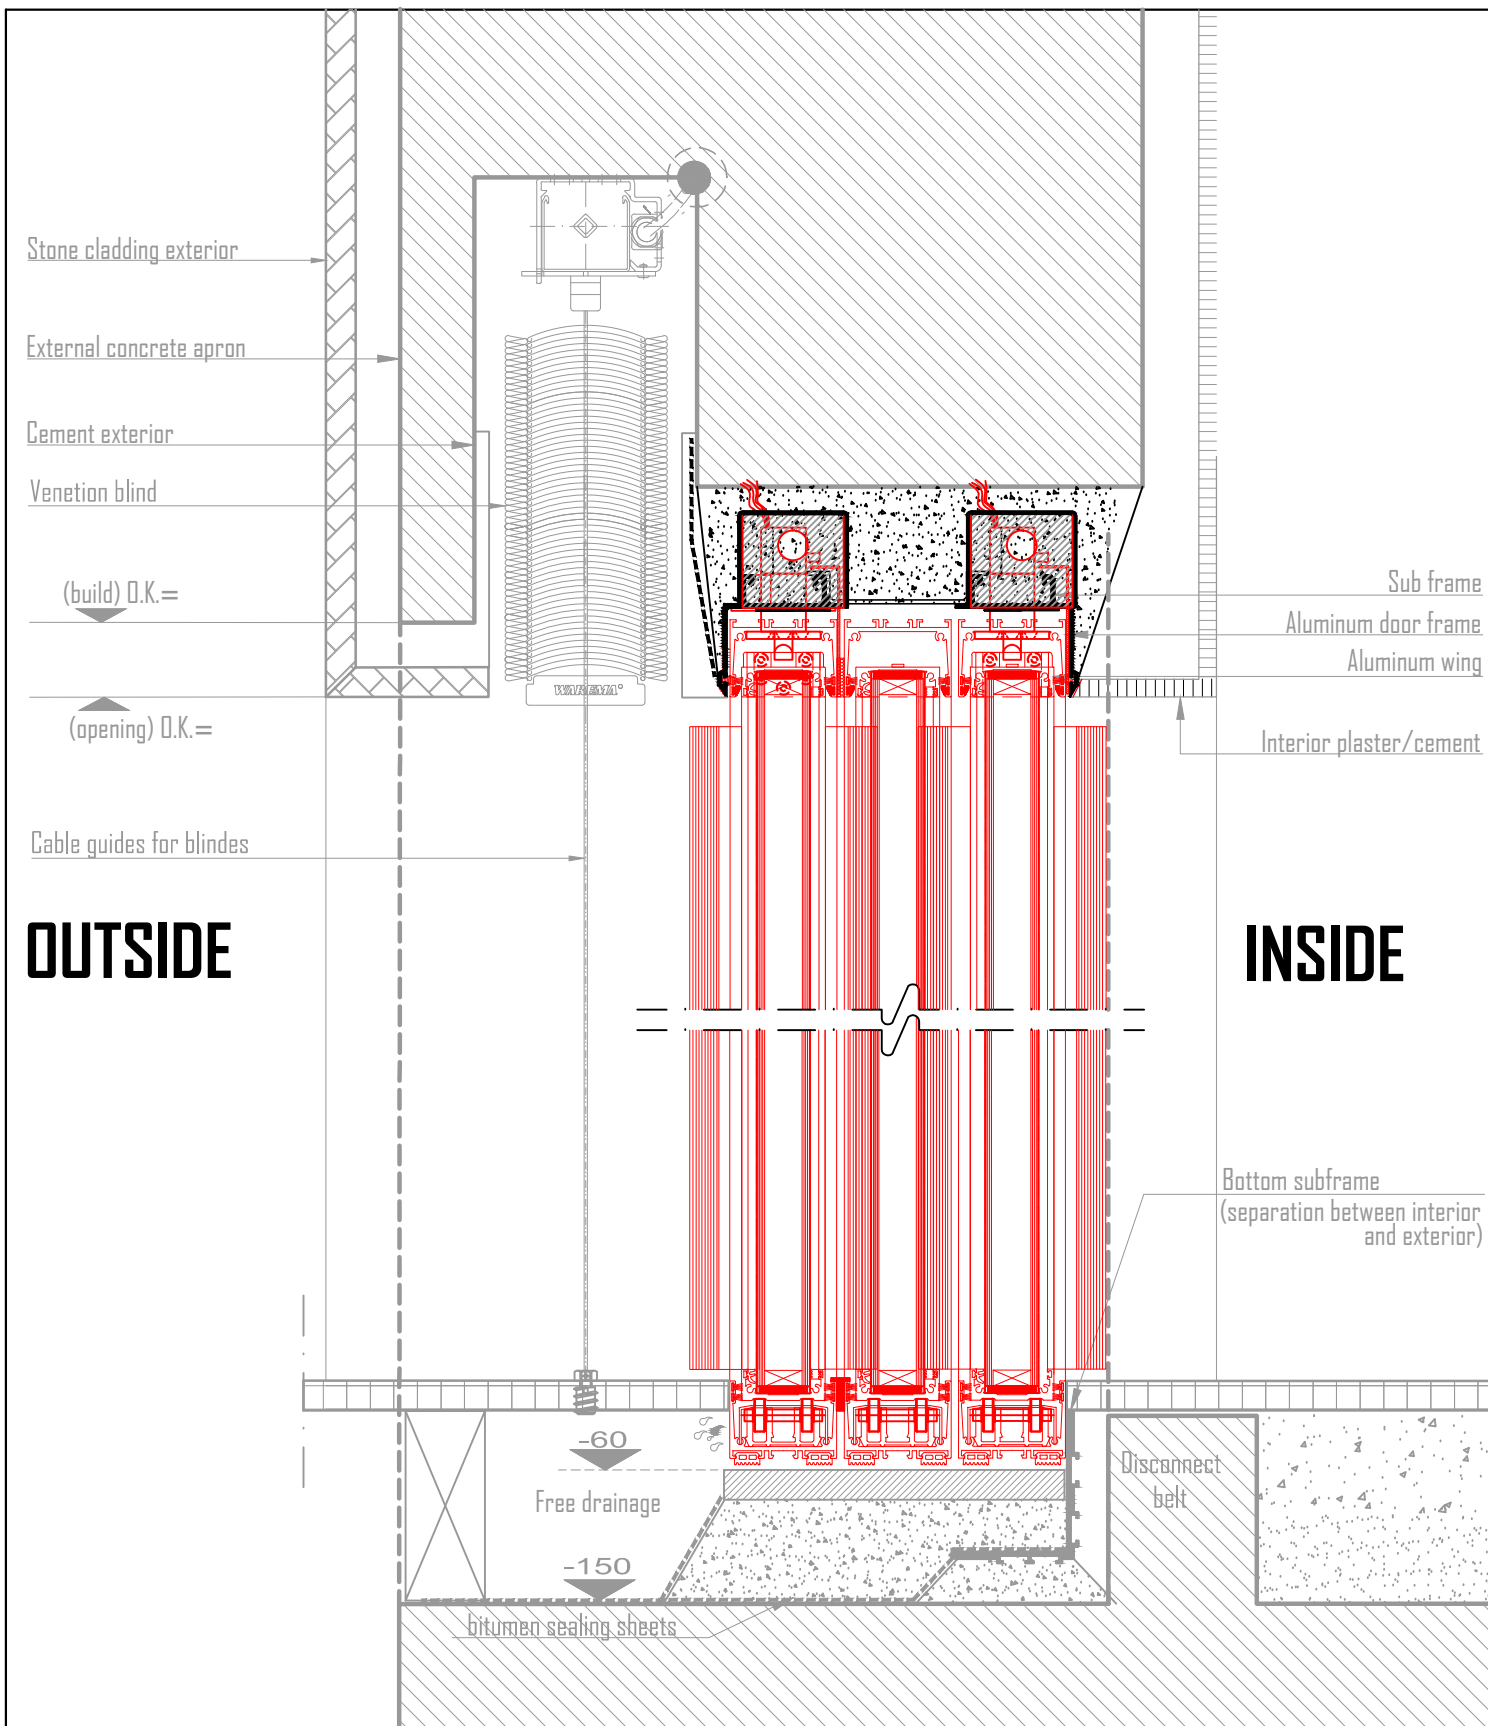 Stone cladding exterior
External concrete apron
Cement exterior
Venetion blind
(build) O.K.=
WAREMA
(opening) O.K.=
Cable guides for blindes
OUTSIDE
Sub frame
Aluminum door frame
Aluminum wing
Interior plaster/cement
INSIDE
Bottom subframe
(separation between interior
and exterior)
-60
Free drainage
-150
bitumen sealing sheets
Disconnect
belt